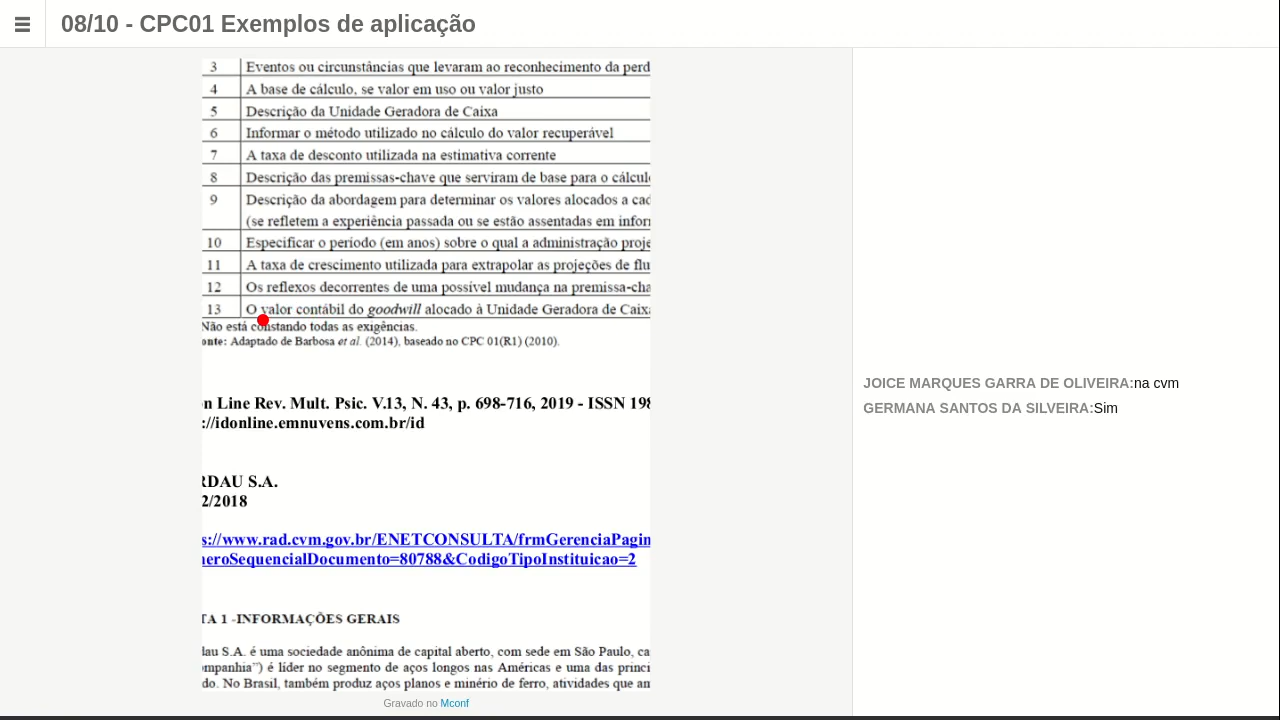 08/10 - CPC01 Exemplos de aplicação
3 Eventos ou circunstâncias que levaram ao reconhecimento da perd
4 A base de cálculo, se valor em uso ou valor justo
5 Descrição da Unidade Geradora de Caixa
6 Informar o método utilizado no cálculo do valor recuperável
7 A taxa de desconto utilizada na estimativa corrente
8 Descrição das premissas-chave que serviram de base para o cálcul
9 Descrição da abordagem para determinar os valores alocados a cad
(se refletem a experiência passada ou se estão assentadas em infor
10 Especificar o período (em anos) sobre o qual a administração proje
11 A taxa de crescimento utilizada para extrapolar as projeções de flu
12 Os reflexos decorrentes de uma possível mudança na premissa-cha
13 O valor contábil do goodwill alocado à Unidade Geradora de Caix
Não está constando todas as exigências.
onte: Adaptado de Barbosa et al. (2014), baseado no CPC 01(R1) (2010).
n Line Rev. Mult. Psic. V.13, N. 43, p. 698-716, 2019 - ISSN 198
://idonline.emnuvens.com.br/id
RDAU S.A.
2/2018
s://www.rad.cvm.gov.br/ENETCONSULTA/frmGerenciaPagin
neroSequencialDocumento=80788&CodigoTipoInstituicao=2
TA 1 -INFORMAÇÕES GERAIS
dau S.A. é uma sociedade anônima de capital aberto, com sede em São Paulo, ca
ompanhia") é líder no segmento de aços longos nas Américas e uma das princi
do. No Brasil, também produz aços planos e minério de ferro, atividades que am
Gravado no Mconf
JOICE MARQUES GARRA DE OLIVEIRA:na cvm
GERMANA SANTOS DA SILVEIRA:Sim